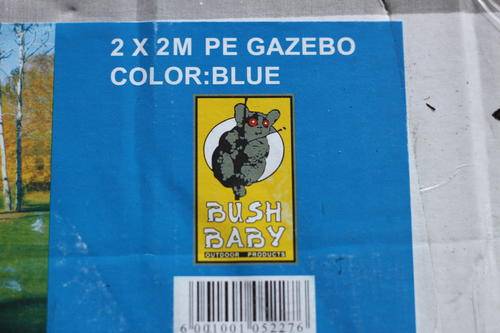 2 X 2M PE GAZEBO
COLOR:BLUE
BUSH
BABY
OUTDOOR PRODUCTS
6 001001 052276